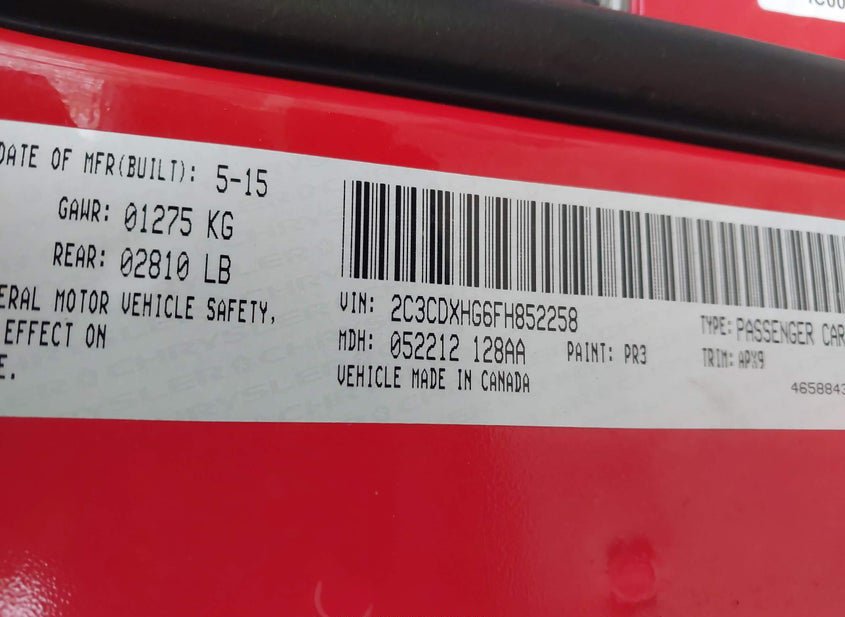 DATE OF MFR(BUILT): 5-15
GAWR: 01275 KG
REAR: 02810 LB
ERAL MOTOR VEHICLE SAFETY,
EFFECT ON
E.
VIN: 2C3CDXHG6FH852258
TYPE: PASSENGER CAR
MDH: 052212 128AA
PAINT: PR3
TRIM: APX9
VEHICLE MADE IN CANADA
4658843